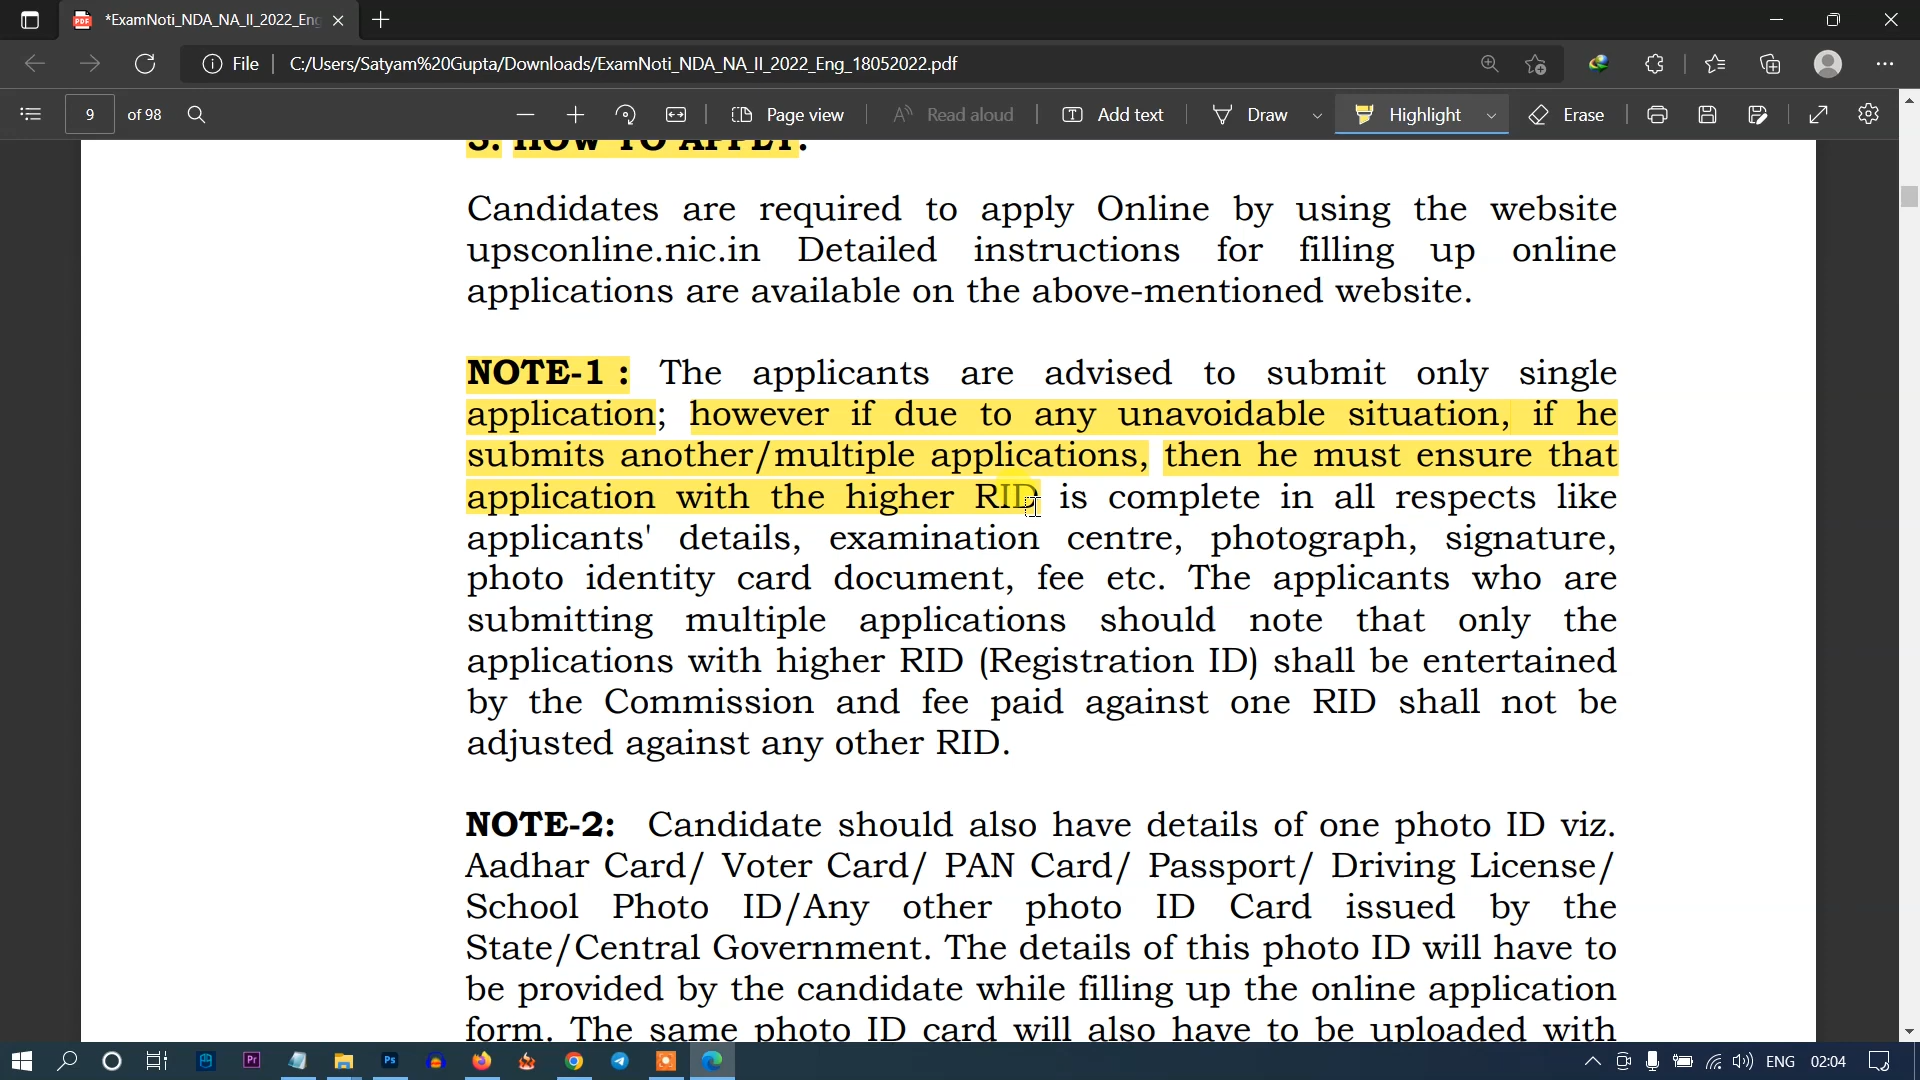 *ExamNoti_NDA_NA_II_2022_Eng
File
C:/Users/Satyam%20Gupta/Downloads/ExamNoti_NDA_NA_II_2022_Eng_18052022.pdf
9 of 98
Page view
Read aloud
Add text
Draw
Highlight
Erase
3. HOW TO APPLY:
Candidates are required to apply Online by using the website
upsconline.nic.in Detailed instructions for filling up online
applications are available on the above-mentioned website.
NOTE-1 : The applicants are advised to submit only single
application; however if due to any unavoidable situation, if he
submits another/multiple applications, then he must ensure that
application with the higher RID is complete in all respects like
applicants' details, examination centre, photograph, signature,
photo identity card document, fee etc. The applicants who are
submitting multiple applications should note that only the
applications with higher RID (Registration ID) shall be entertained
by the Commission and fee paid against one RID shall not be
adjusted against any other RID.
NOTE-2: Candidate should also have details of one photo ID viz.
Aadhar Card/ Voter Card/ PAN Card/ Passport/ Driving License/
School Photo ID/Any other photo ID Card issued by the
State/Central Government. The details of this photo ID will have to
be provided by the candidate while filling up the online application
form. The same photo ID card will also have to be uploaded with
Pr
Ps
ENG
02:04